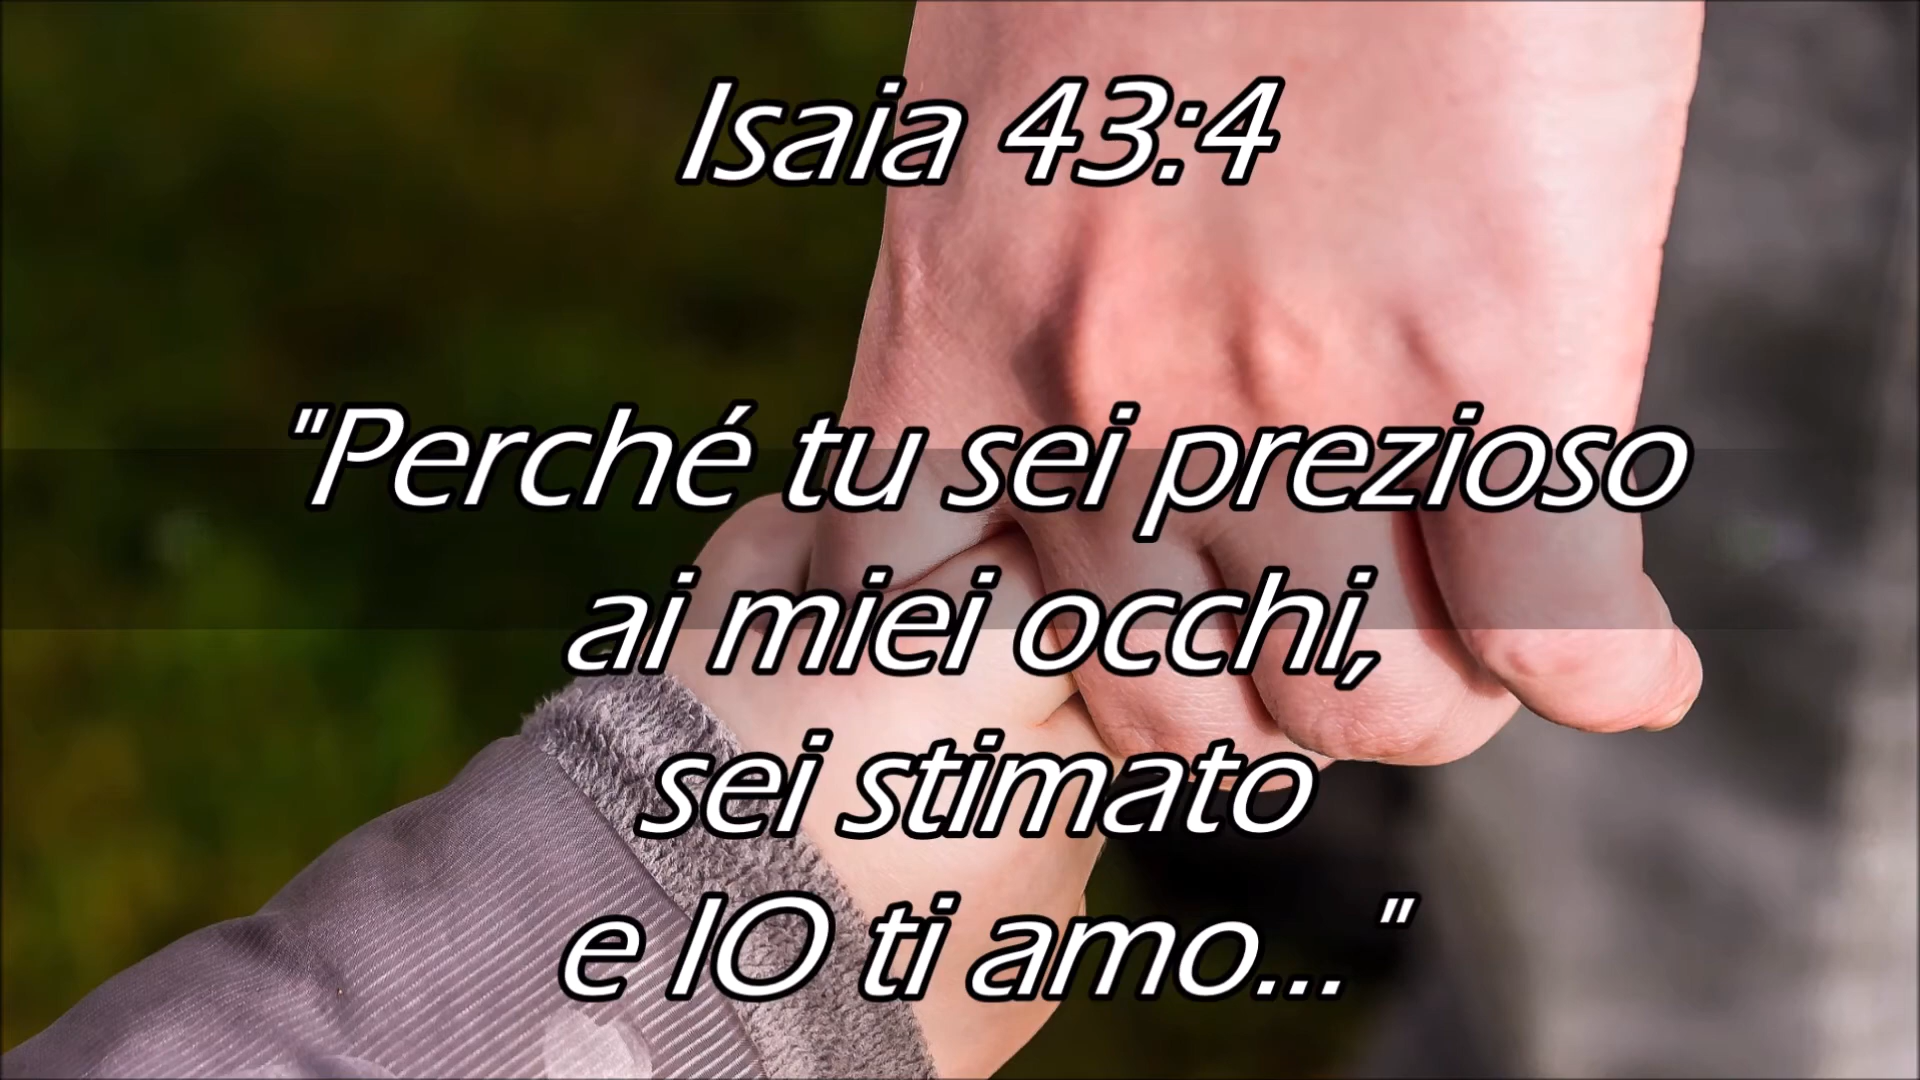 Isaia 43:4
"Perché tu sei prezioso
ai miei occhi,
sei stimato
e IO ti amo..."